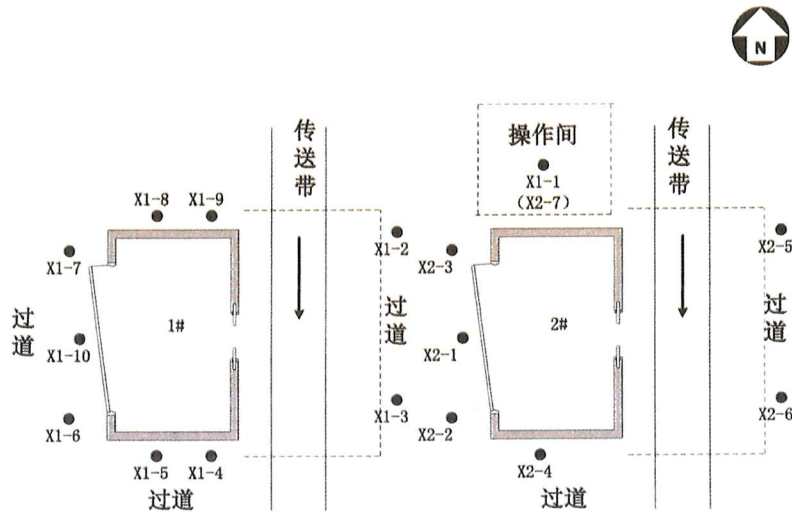 N
传送带
操作间
X1-1
(X2-7)
传送带
X1-8
X1-9
X1-7
X1-2
X2-3
X2-5
过道
1#
过道
2#
过道
X1-10
X2-1
X1-6
X1-3
X2-2
X2-6
X1-5
X1-4
X2-4
过道
过道